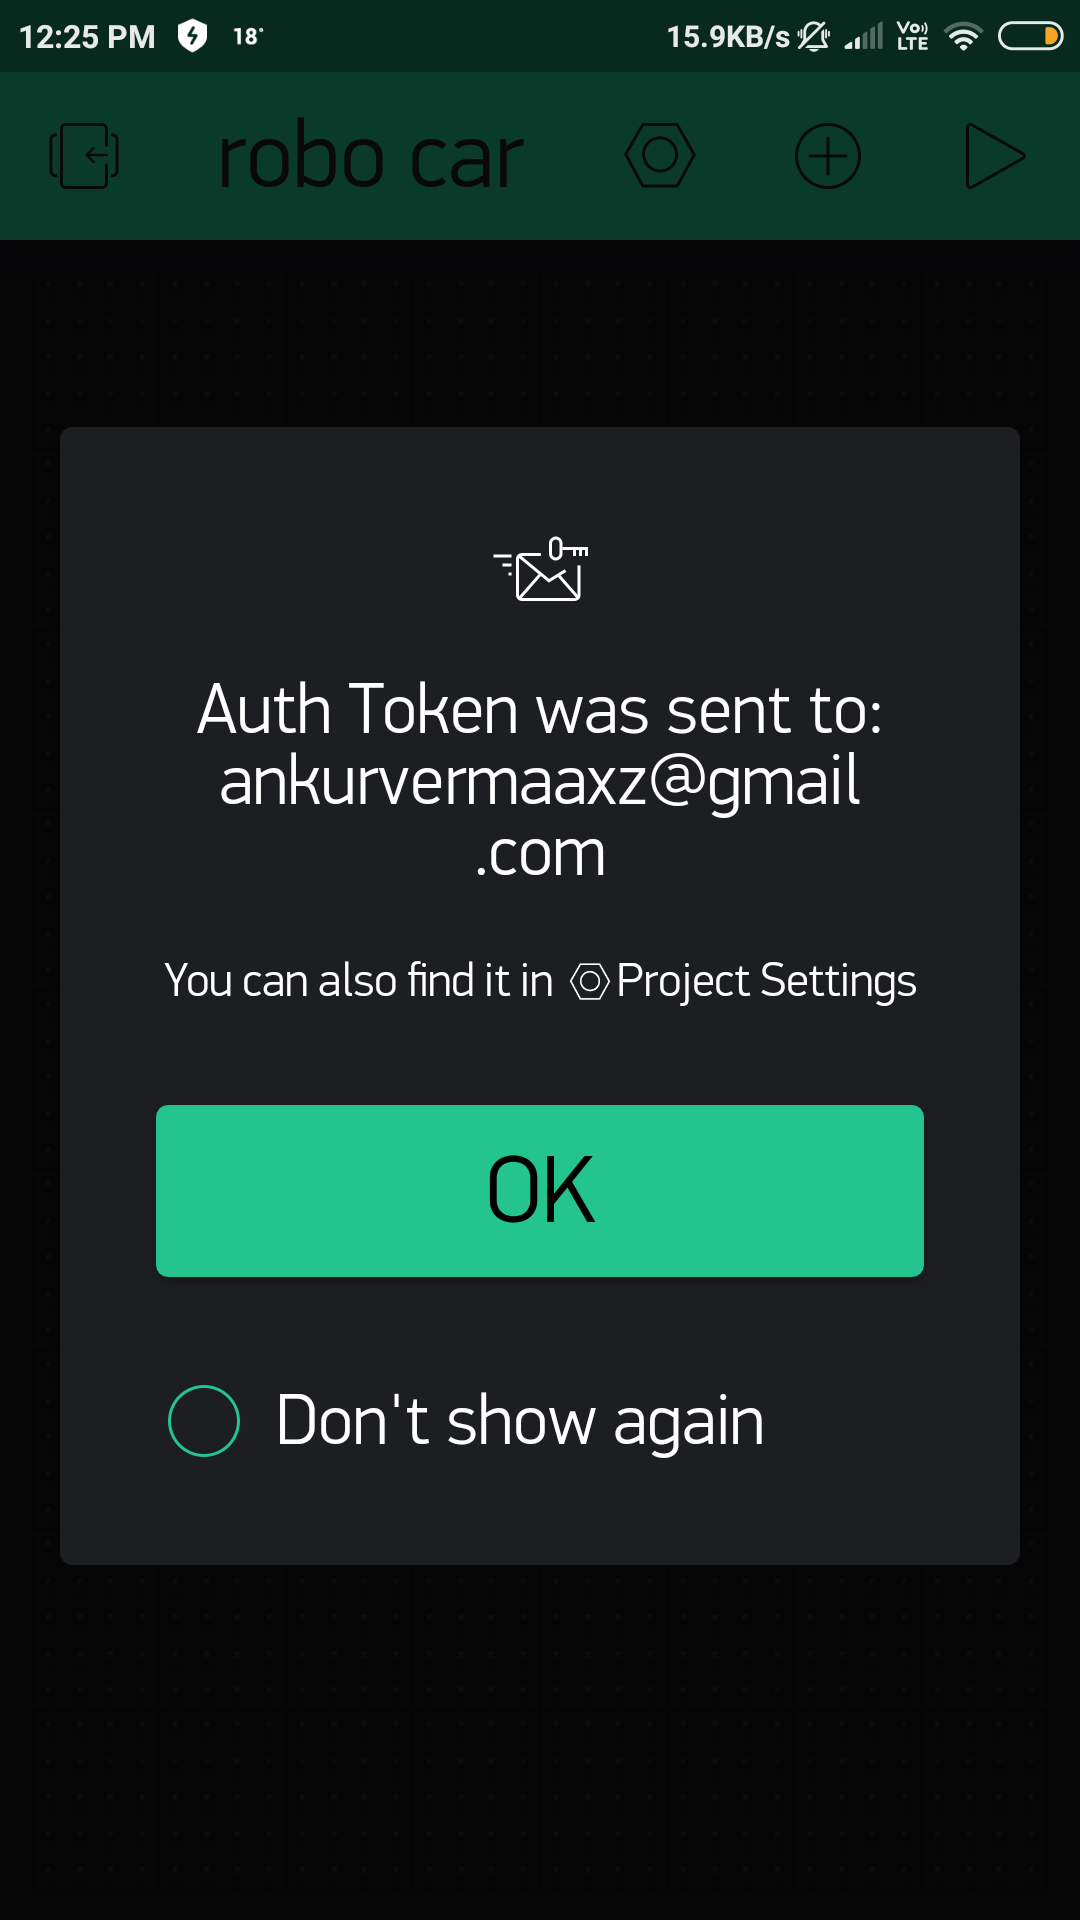 12:25 PM 18° 15.9KB/s Vo) LTE
robo car
Auth Token was sent to:
ankurvermaaxz@gmail
.com
You can also find it in Project Settings
OK
Don't show again